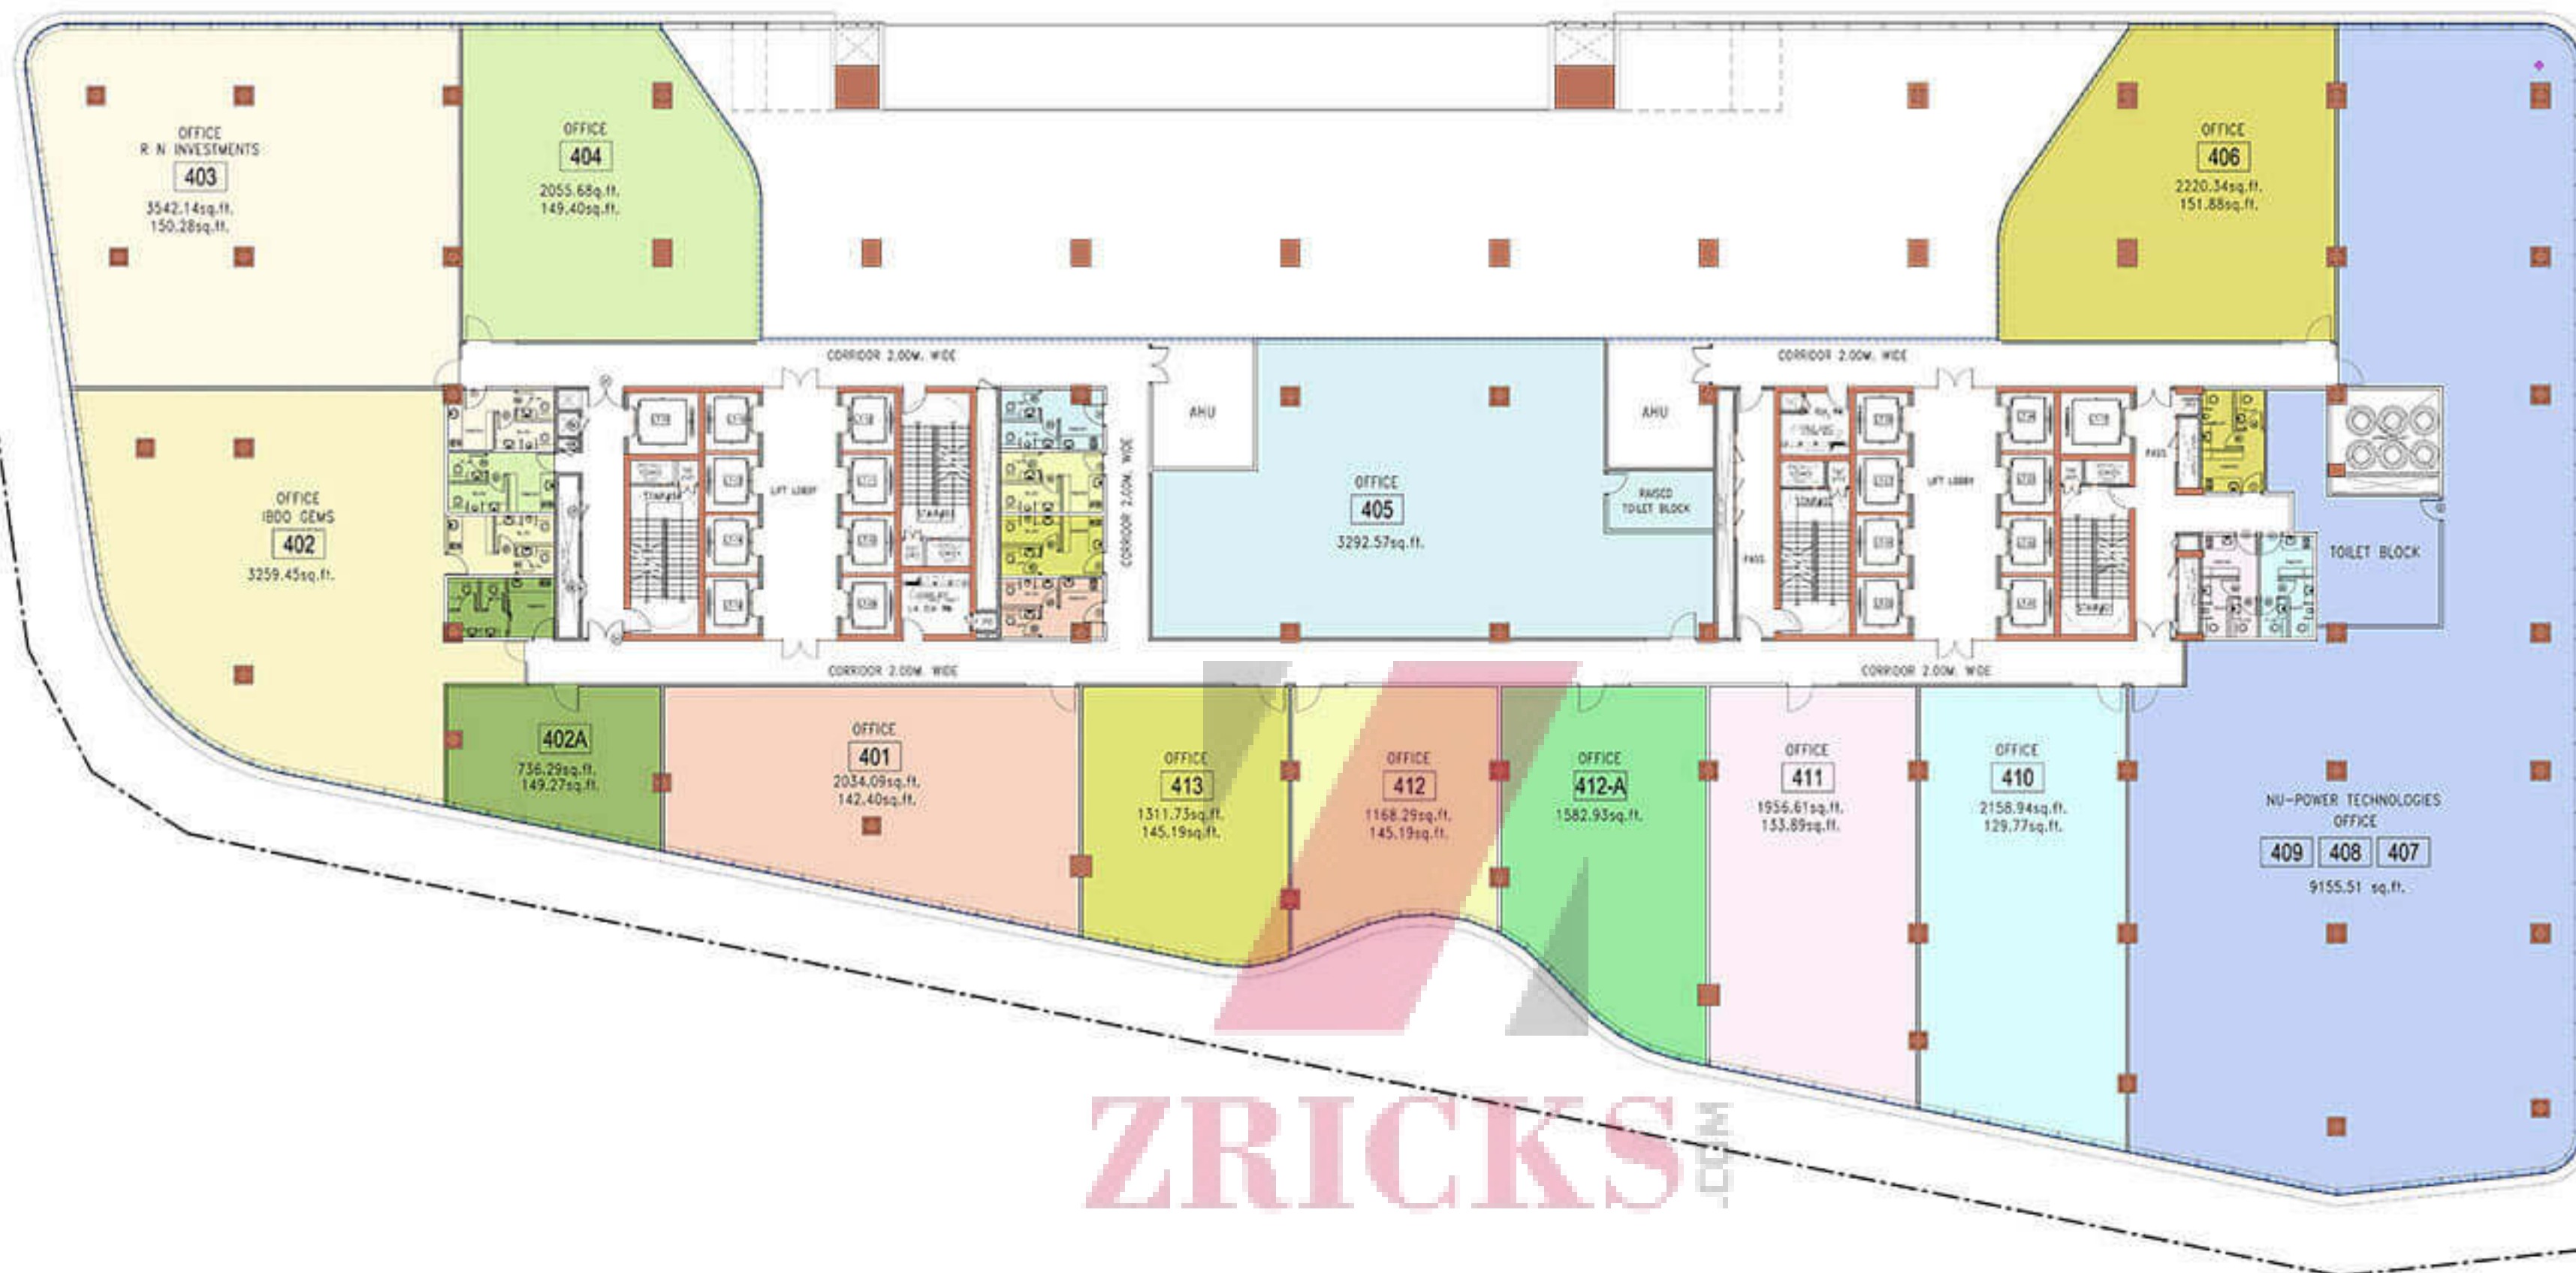 OFFICE
R N INVESTMENTS
403
3542.14sq.ft.
150.28sq.ft.
OFFICE
404
2055.68q.ft.
149.40sq.ft.
OFFICE
406
2220.34sq.ft.
151.88sq.ft.
CORRIDOR 2.00M. WIDE
CORRIDOR 2.00M. WIDE
AHU
AHU
OFFICE
IBDO GEMS
402
3259.45sq.ft.
STAIRCASE
LIFT LOBBY
CORRIDOR 2.00M. WIDE
OFFICE
405
3292.57sq.ft.
RAISED
TOILET BLOCK
PASS.
LIFT LOBBY
PASS.
TOILET BLOCK
CORRIDOR 2.00M. WIDE
CORRIDOR 2.00M. WIDE
402A
736.29sq.ft.
149.27sq.ft.
OFFICE
401
2034.09sq.ft.
142.40sq.ft.
OFFICE
413
1311.73sq.ft.
145.19sq.ft.
OFFICE
412
1168.29sq.ft.
145.19sq.ft.
OFFICE
412-A
1582.93sq.ft.
OFFICE
411
1956.61sq.ft.
133.89sq.ft.
OFFICE
410
2158.94sq.ft.
129.77sq.ft.
NU-POWER TECHNOLOGIES
OFFICE
409 408 407
9155.51 sq.ft.
ZRICKS
.COM